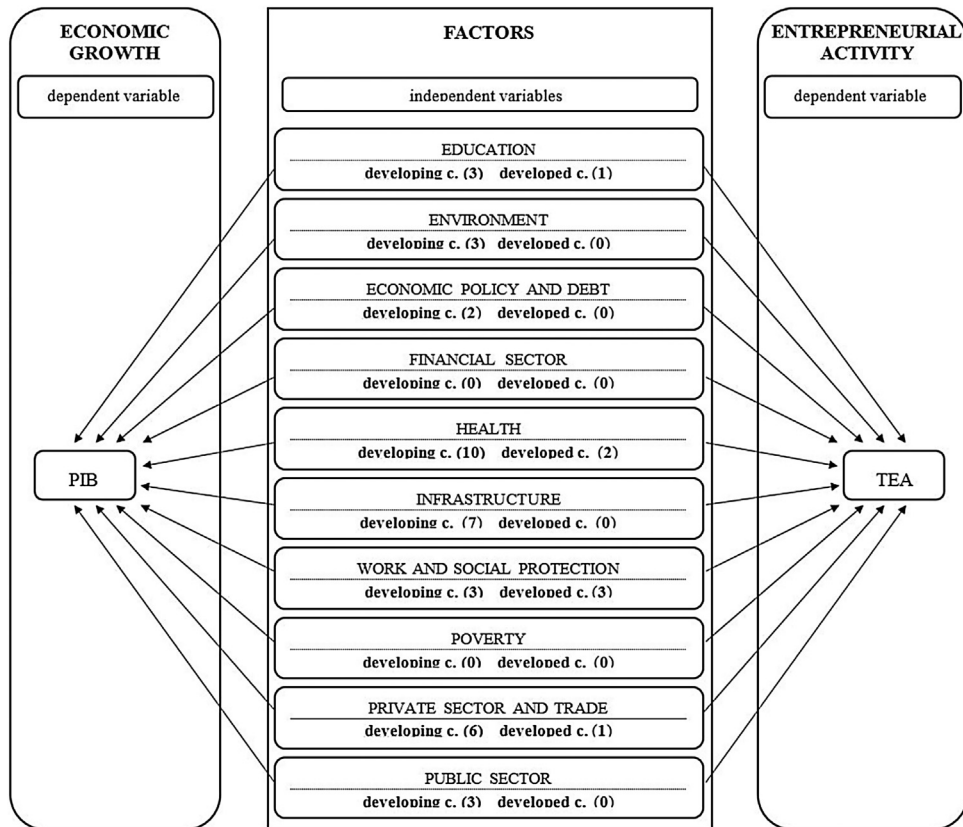 ECONOMIC
GROWTH
dependent variable
PIB
FACTORS
independent variables
EDUCATION
developing c. (3) developed c. (1)
ENVIRONMENT
developing c. (3) developed c. (0)
ECONOMIC POLICY AND DEBT
developing c. (2) developed c. (0)
FINANCIAL SECTOR
developing c. (0) developed c. (0)
HEALTH
developing c. (10) developed c. (2)
INFRASTRUCTURE
developing c. (7) developed c. (0)
WORK AND SOCIAL PROTECTION
developing c. (3) developed c. (3)
POVERTY
developing c. (0) developed c. (0)
PRIVATE SECTOR AND TRADE
developing c. (6) developed c. (1)
PUBLIC SECTOR
developing c. (3) developed c. (0)
ENTREPRENEURIAL
ACTIVITY
dependent variable
TEA